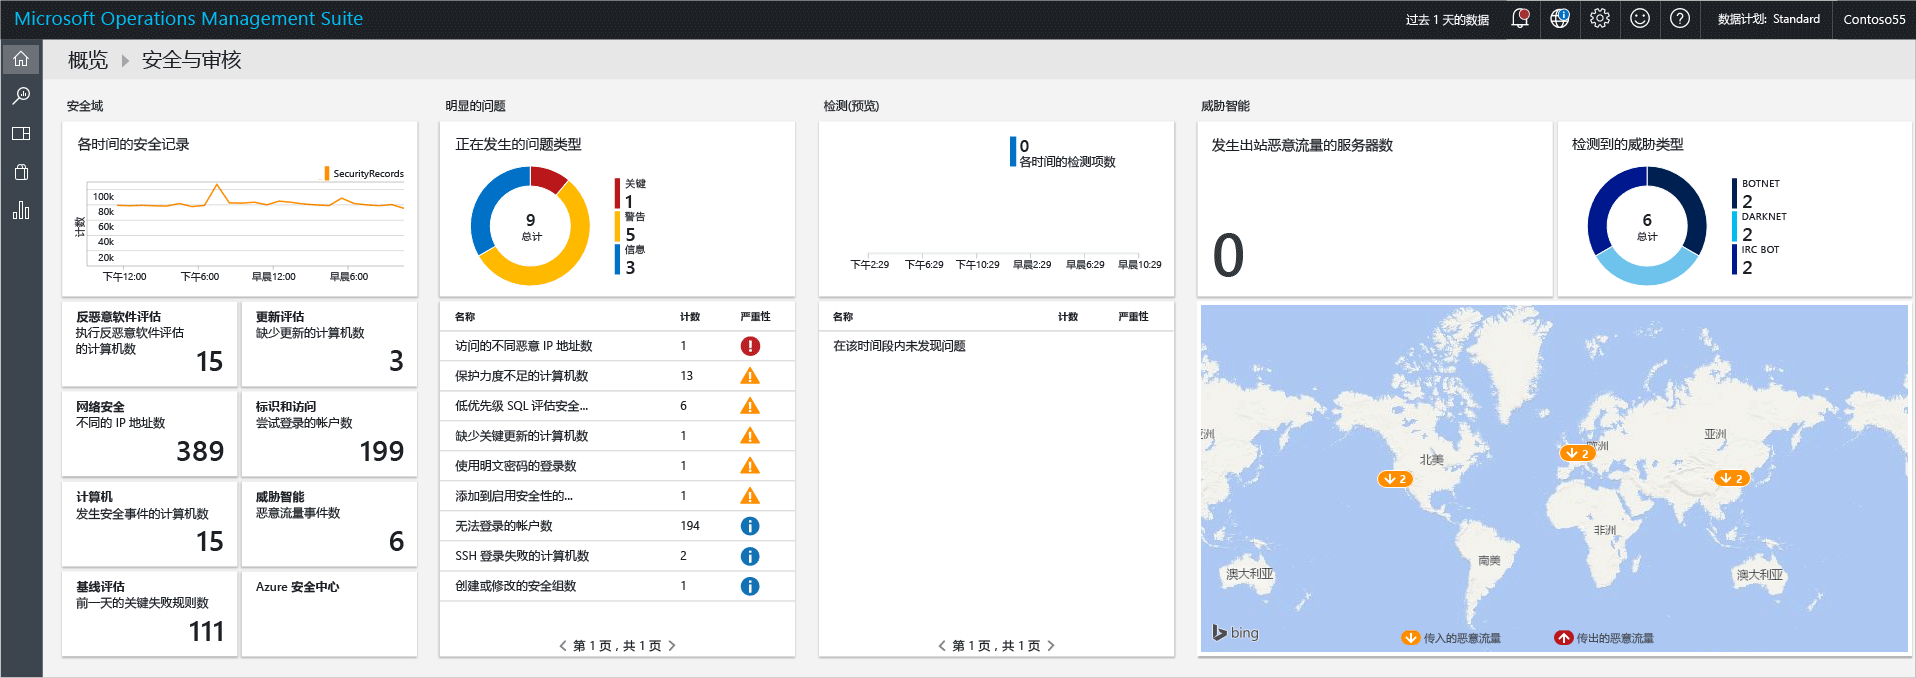 Microsoft Operations Management Suite
过去 1 天的数据
数据计划: Standard
Contoso55
概览
安全与审核
安全域
各时间的安全记录
SecurityRecords
计数
100k
80k
60k
40k
20k
下午12:00
下午6:00
早晨12:00
早晨6:00
反恶意软件评估
执行反恶意软件评估
的计算机数
15
更新评估
缺少更新的计算机数
3
网络安全
不同的 IP 地址数
389
标识和访问
尝试登录的帐户数
199
计算机
发生安全事件的计算机数
15
威胁智能
恶意流量事件数
6
基线评估
前一天的关键失败规则数
111
Azure 安全中心
明显的问题
正在发生的问题类型
9
总计
关键
1
警告
5
信息
3
名称 计数 严重性
访问的不同恶意 IP 地址数 1
保护力度不足的计算机数 13
低优先级 SQL 评估安全... 6
缺少关键更新的计算机数 1
使用明文密码的登录数 1
添加到启用安全性的... 1
无法登录的帐户数 194
SSH 登录失败的计算机数 2
创建或修改的安全组数 1
第 1 页 , 共 1 页
检测(预览)
0
各时间的检测项数
下午2:29
下午6:29
下午10:29
早晨2:29
早晨6:29
早晨10:29
名称 计数 严重性
在该时间段内未发现问题
第 1 页 , 共 1 页
威胁智能
发生出站恶意流量的服务器数
0
检测到的威胁类型
6
总计
BOTNET
2
DARKNET
2
IRC BOT
2
亚洲
北美
2
欧洲
2
亚洲
2
非洲
南美
澳大利亚
澳大利亚
bing
传入的恶意流量
传出的恶意流量